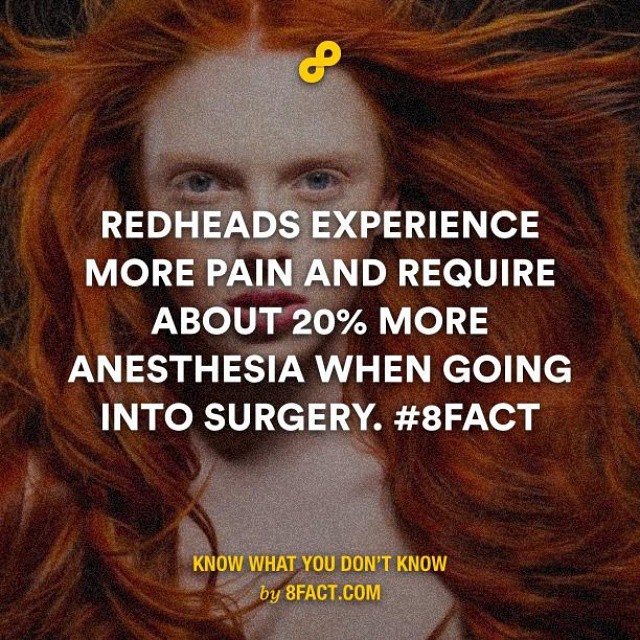 REDHEADS EXPERIENCE
MORE PAIN AND REQUIRE
ABOUT 20% MORE
ANESTHESIA WHEN GOING
INTO SURGERY. #8FACT
KNOW WHAT YOU DON'T KNOW
by 8FACT.COM